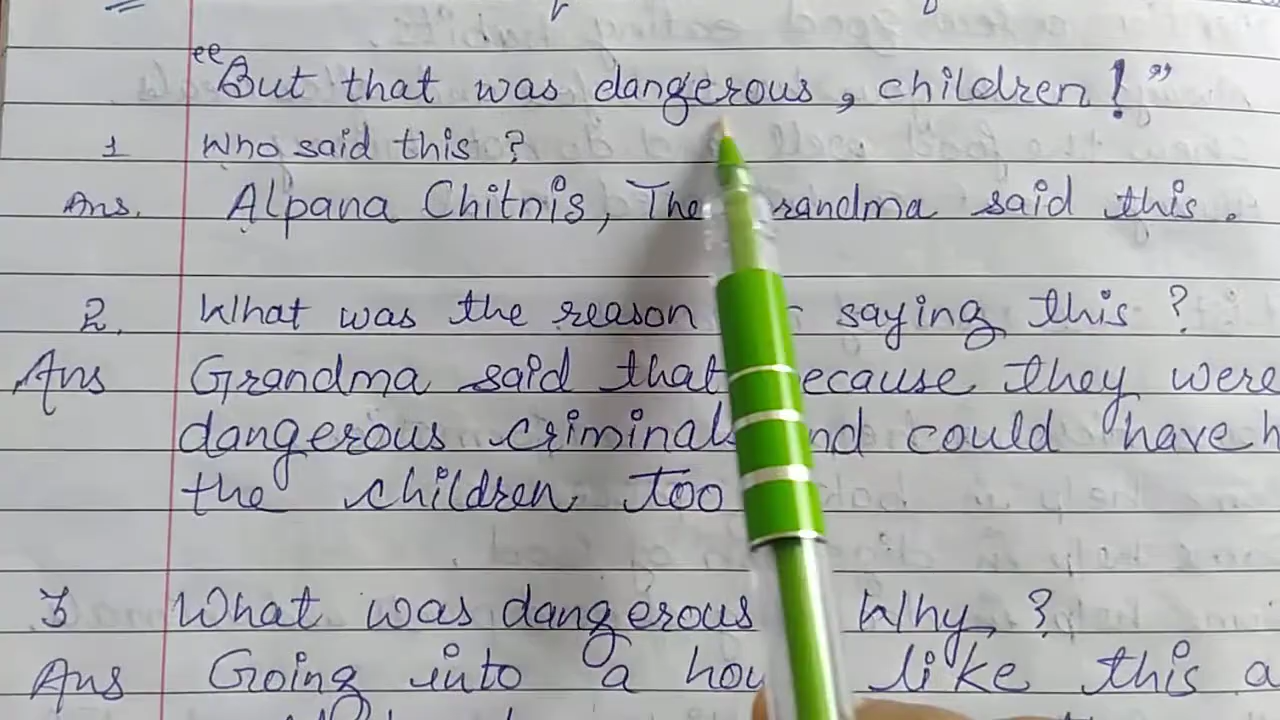 "But that was dangerous, children!"
1 Who said this?
Ans. Alpana Chitnis, The randma said this.
2. What was the reason saying this?
Ans Grandma said that ecause they were
dangerous criminals nd could have h
the children, too
3 What was dangerous Why, ?
Ans Going into a hou like this a